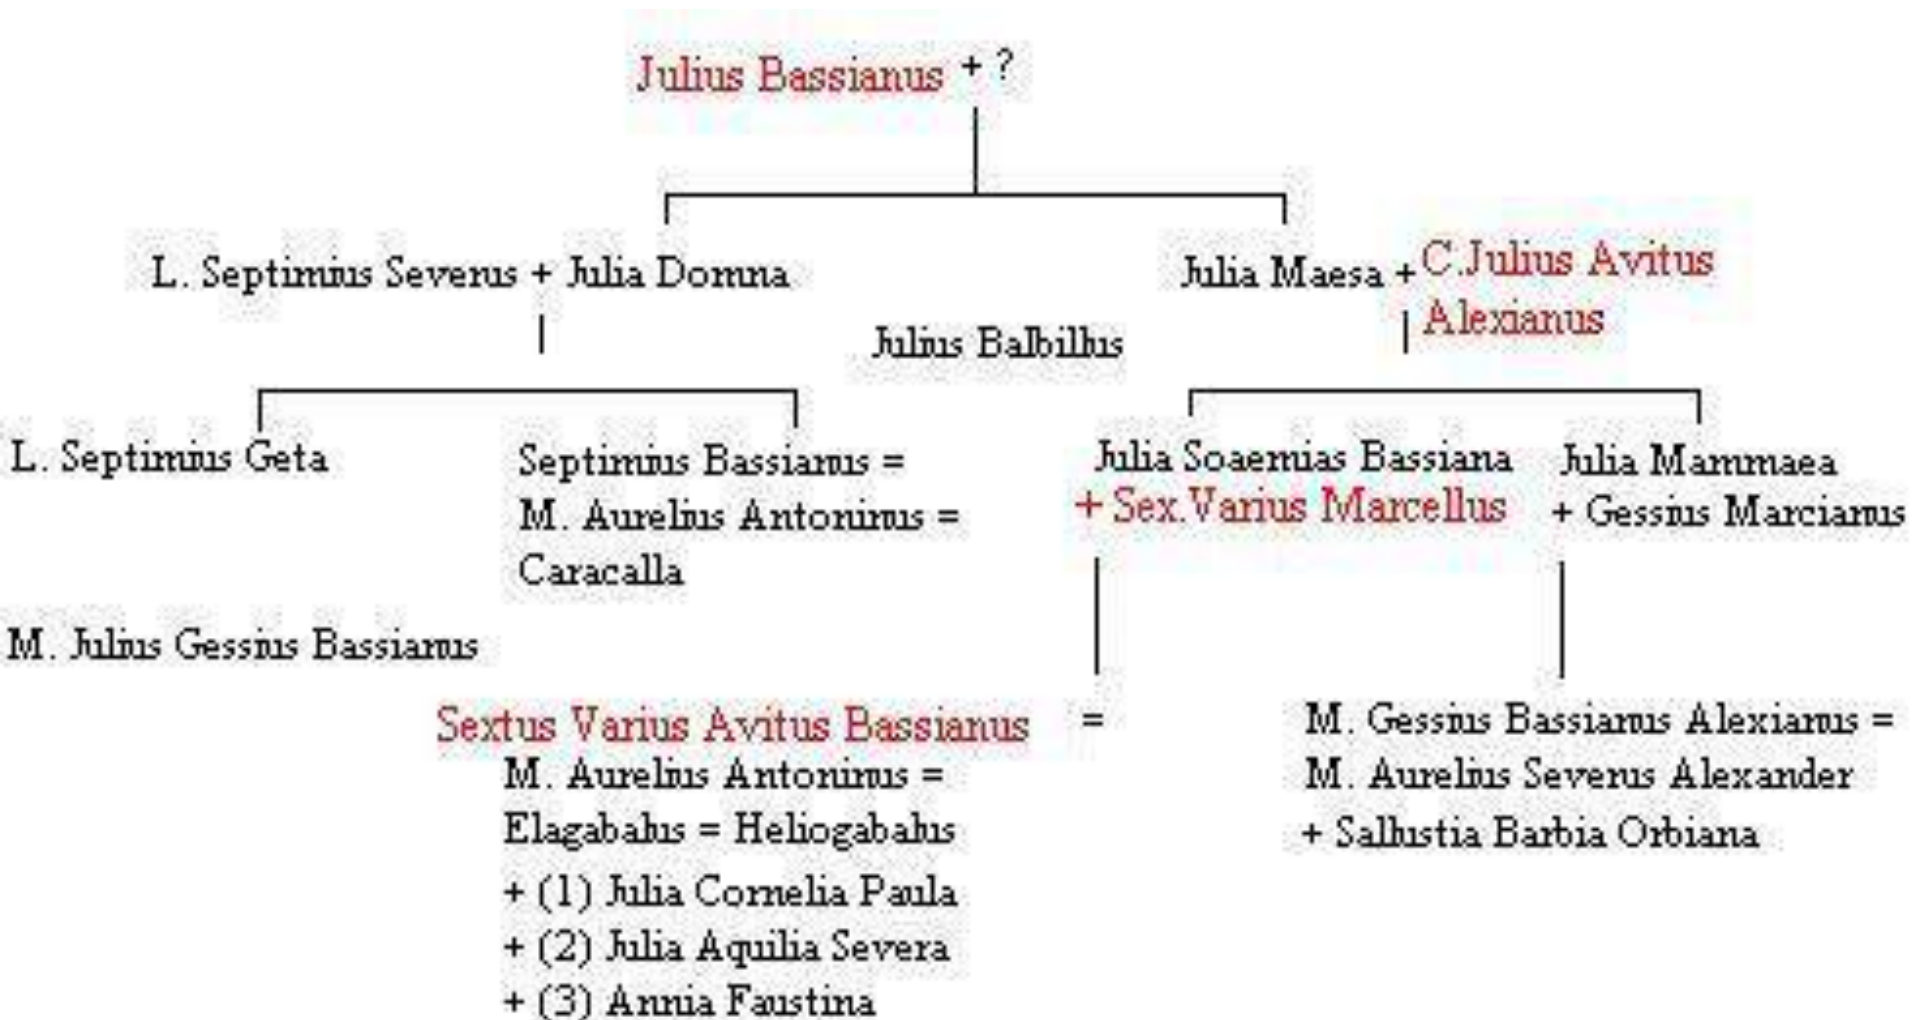 Julius Bassianus + ?
L. Septimius Severus + Julia Domna
Julia Maesa + C.Julius Avitus
Alexianus
Julius Balbillus
L. Septimius Geta
Septimius Bassianus =
M. Aurelius Antoninus =
Caracalla
Julia Soaemias Bassiana
+ Sex.Varius Marcellus
Julia Mammaea
+ Gessius Marcianus
M. Julius Gessius Bassianus
Sextus Varius Avitus Bassianus =
M. Aurelius Antoninus =
Elagabalus = Heliogabalus
+ (1) Julia Cornelia Paula
+ (2) Julia Aquilia Severa
+ (3) Annia Faustina
M. Gessius Bassianus Alexianus =
M. Aurelius Severus Alexander
+ Sallustia Barbia Orbiana